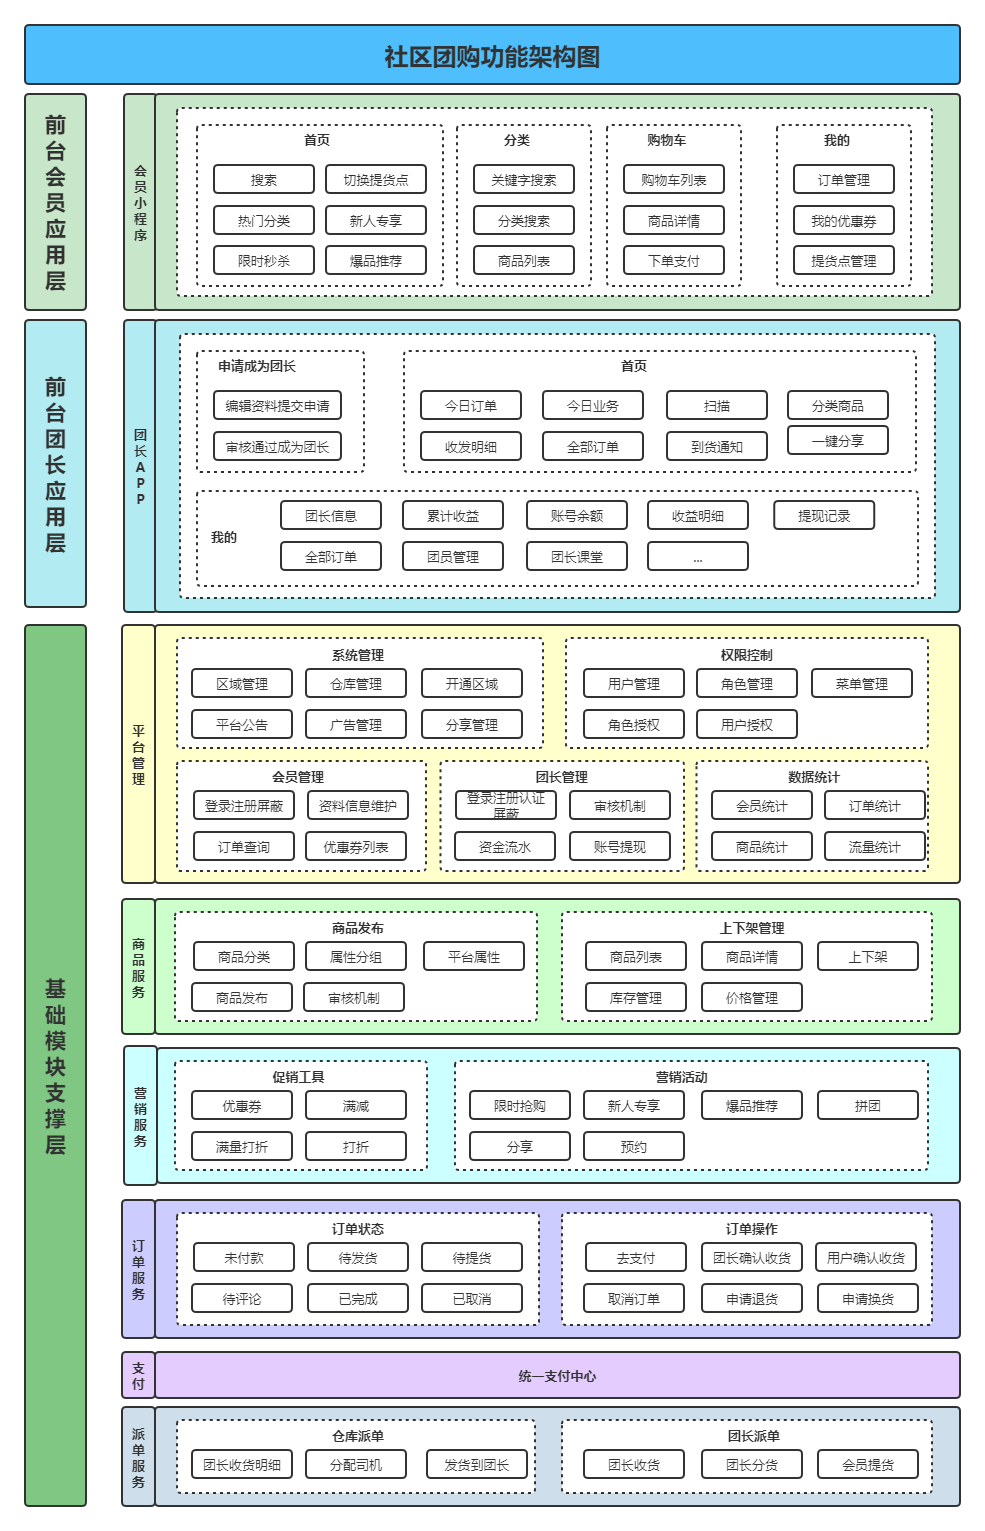 社区团购功能架构图
前台会员应用层
会员小程序
首页
搜索
切换提货点
热门分类
新人专享
限时秒杀
爆品推荐
分类
关键字搜索
分类搜索
商品列表
购物车
购物车列表
商品详情
下单支付
我的
订单管理
我的优惠券
提货点管理
前台团长应用层
团长APP
申请成为团长
编辑资料提交申请
审核通过成为团长
首页
今日订单
今日业务
扫描
分类商品
收发明细
全部订单
到货通知
一键分享
我的
团长信息
累计收益
账号余额
收益明细
提现记录
全部订单
团员管理
团长课堂
...
基础模块支撑层
平台管理
系统管理
区域管理
仓库管理
开通区域
平台公告
广告管理
分享管理
权限控制
用户管理
角色管理
菜单管理
角色授权
用户授权
会员管理
登录注册屏蔽
资料信息维护
订单查询
优惠券列表
团长管理
登录注册认证
屏蔽
审核机制
资金流水
账号提现
数据统计
会员统计
订单统计
商品统计
流量统计
商品服务
商品发布
商品分类
属性分组
平台属性
商品发布
审核机制
上下架管理
商品列表
商品详情
上下架
库存管理
价格管理
营销服务
促销工具
优惠券
满减
满量打折
打折
营销活动
限时抢购
新人专享
爆品推荐
拼团
分享
预约
订单服务
订单状态
未付款
待发货
待提货
待评论
已完成
已取消
订单操作
去支付
团长确认收货
用户确认收货
取消订单
申请退货
申请换货
支付
统一支付中心
派单服务
仓库派单
团长收货明细
分配司机
发货到团长
团长派单
团长收货
团长分货
会员提货